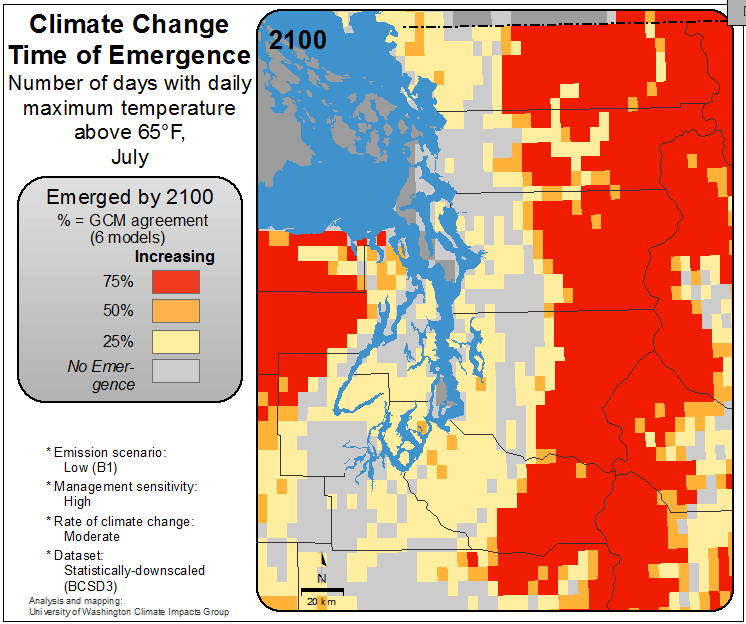 Climate Change
Time of Emergence
Number of days with daily
maximum temperature
above 65°F,
July
Emerged by 2100
% = GCM agreement
(6 models)
Increasing
75%
50%
25%
No Emer-
gence
* Emission scenario:
Low (B1)
* Management sensitivity:
High
* Rate of climate change:
Moderate
* Dataset:
Statistically-downscaled
(BCSD3)
Analysis and mapping:
University of Washington Climate Impacts Group
2100
N
20 km